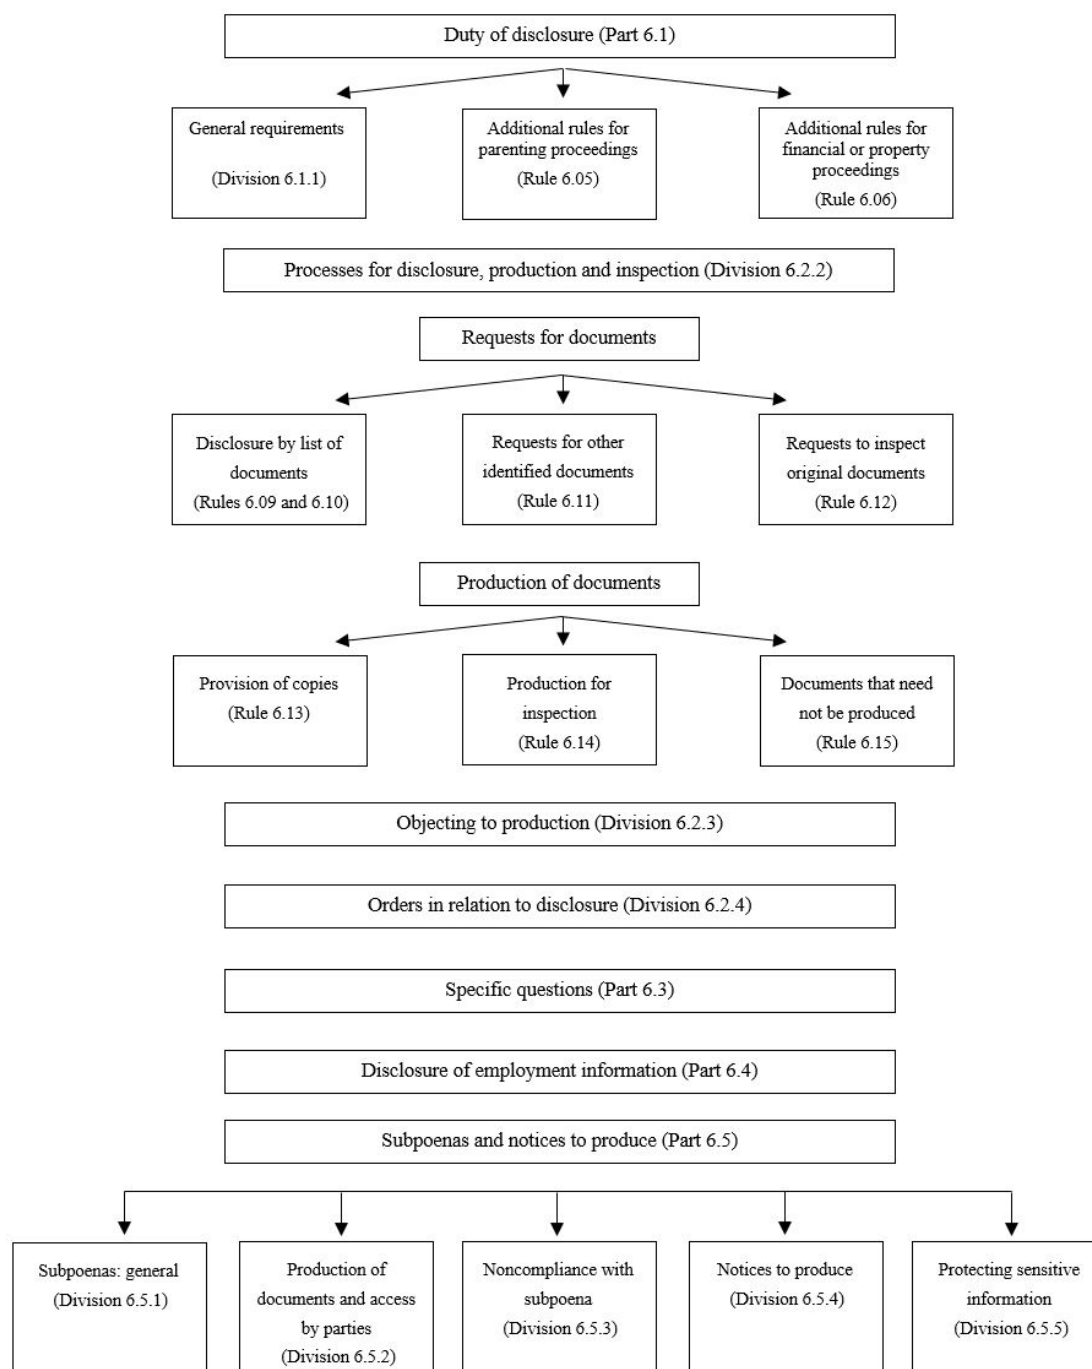 Duty of disclosure (Part 6.1)
General requirements
(Division 6.1.1)
Additional rules for
parenting proceedings
(Rule 6.05)
Additional rules for
financial or property
proceedings
(Rule 6.06)
Processes for disclosure, production and inspection (Division 6.2.2)
Requests for documents
Disclosure by list of
documents
(Rules 6.09 and 6.10)
Requests for other
identified documents
(Rule 6.11)
Requests to inspect
original documents
(Rule 6.12)
Production of documents
Provision of copies
(Rule 6.13)
Production for
inspection
(Rule 6.14)
Documents that need
not be produced
(Rule 6.15)
Objecting to production (Division 6.2.3)
Orders in relation to disclosure (Division 6.2.4)
Specific questions (Part 6.3)
Disclosure of employment information (Part 6.4)
Subpoenas and notices to produce (Part 6.5)
Subpoenas: general
(Division 6.5.1)
Production of
documents and access
by parties
(Division 6.5.2)
Noncompliance with
subpoena
(Division 6.5.3)
Notices to produce
(Division 6.5.4)
Protecting sensitive
information
(Division 6.5.5)